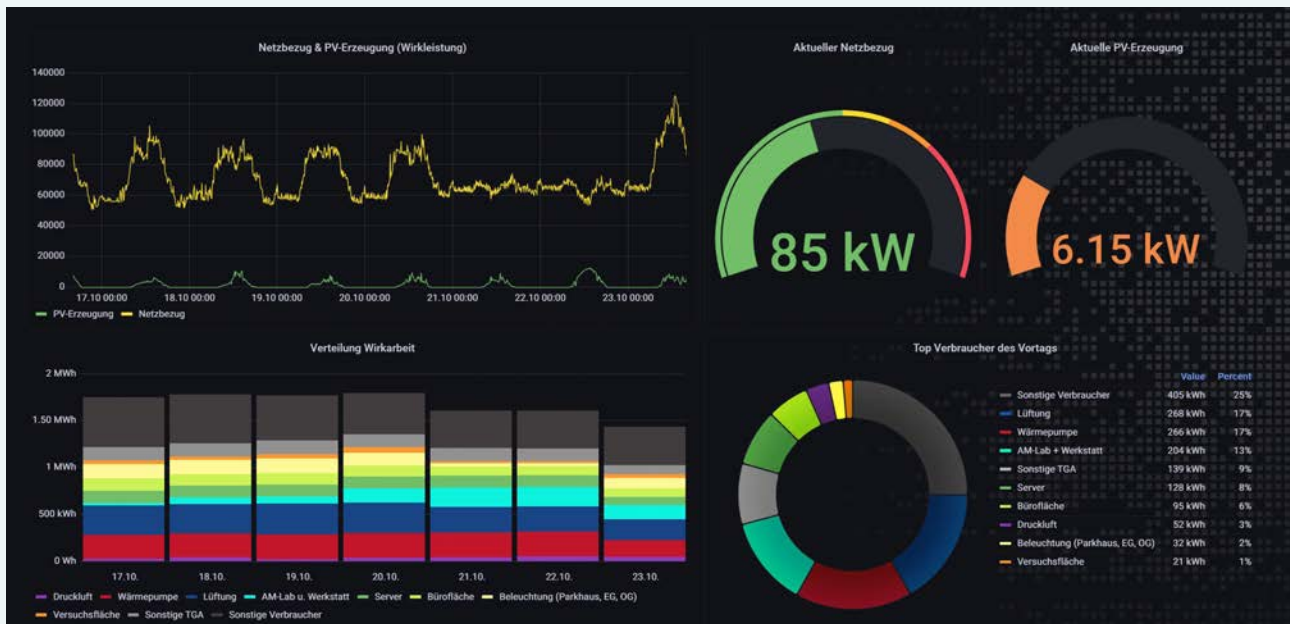 Netzbezug & PV-Erzeugung (Wirkleistung)
140000
120000
100000
80000
60000
40000
20000
0
17.10 00:00 18.10 00:00 19.10 00:00 20.10 00:00 21.10 00:00 22.10 00:00 23.10 00:00
PV-Erzeugung Netzbezug
Aktueller Netzbezug
85 kW
Aktuelle PV-Erzeugung
6.15 kW
Verteilung Wirkarbeit
2 MWh
1.50 MWh
1 MWh
500 kWh
0 Wh
17.10. 18.10. 19.10. 20.10. 21.10. 22.10. 23.10.
Druckluft Wärmepumpe Lüftung AM-Lab u. Werkstatt Server Bürofläche Beleuchtung (Parkhaus, EG, OG)
Versuchsfläche Sonstige TGA Sonstige Verbraucher
Top Verbraucher des Vortags
Value Percent
Sonstige Verbraucher 405 kWh 25%
Lüftung 268 kWh 17%
Wärmepumpe 266 kWh 17%
AM-Lab + Werkstatt 204 kWh 13%
Sonstige TGA 139 kWh 9%
Server 128 kWh 8%
Bürofläche 95 kWh 6%
Druckluft 52 kWh 3%
Beleuchtung (Parkhaus, EG, OG) 32 kWh 2%
Versuchsfläche 21 kWh 1%